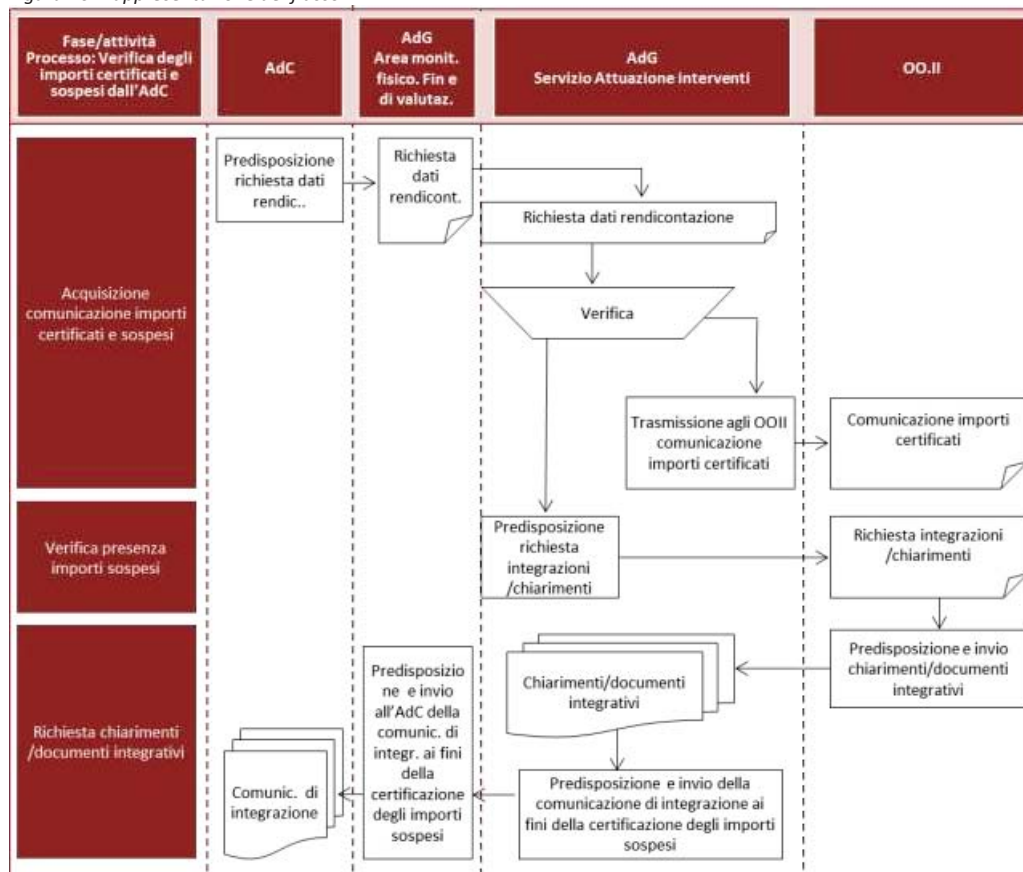 Fase/attività
Processo: Verifica degli
importi certificati e
sospesi dall'AdC
AdC
AdG
Area monit.
fisico. Fin e
di valutaz.
AdG
Servizio Attuazione interventi
OO.II
Acquisizione
comunicazione importi
certificati e sospesi
Predisposizione
richiesta dati
rendic..
Richiesta
dati
rendicont.
Richiesta dati rendicontazione
Verifica
Trasmissione agli OOII
comunicazione
importi certificati
Comunicazione importi
certificati
Verifica presenza
importi sospesi
Predisposizione
richiesta
integrazioni
/chiarimenti
Richiesta integrazioni
/chiarimenti
Richiesta chiarimenti
/documenti integrativi
Predisposizione e invio
chiarimenti/documenti
integrativi
Chiarimenti/documenti
integrativi
Predisposizione e invio della
comunicazione di integrazione ai
fini della certificazione degli importi
sospesi
Predisposizio
ne e invio
all'AdC della
comunic. di
integr. ai fini
della
certificazione
degli importi
sospesi
Comunic. di
integrazione